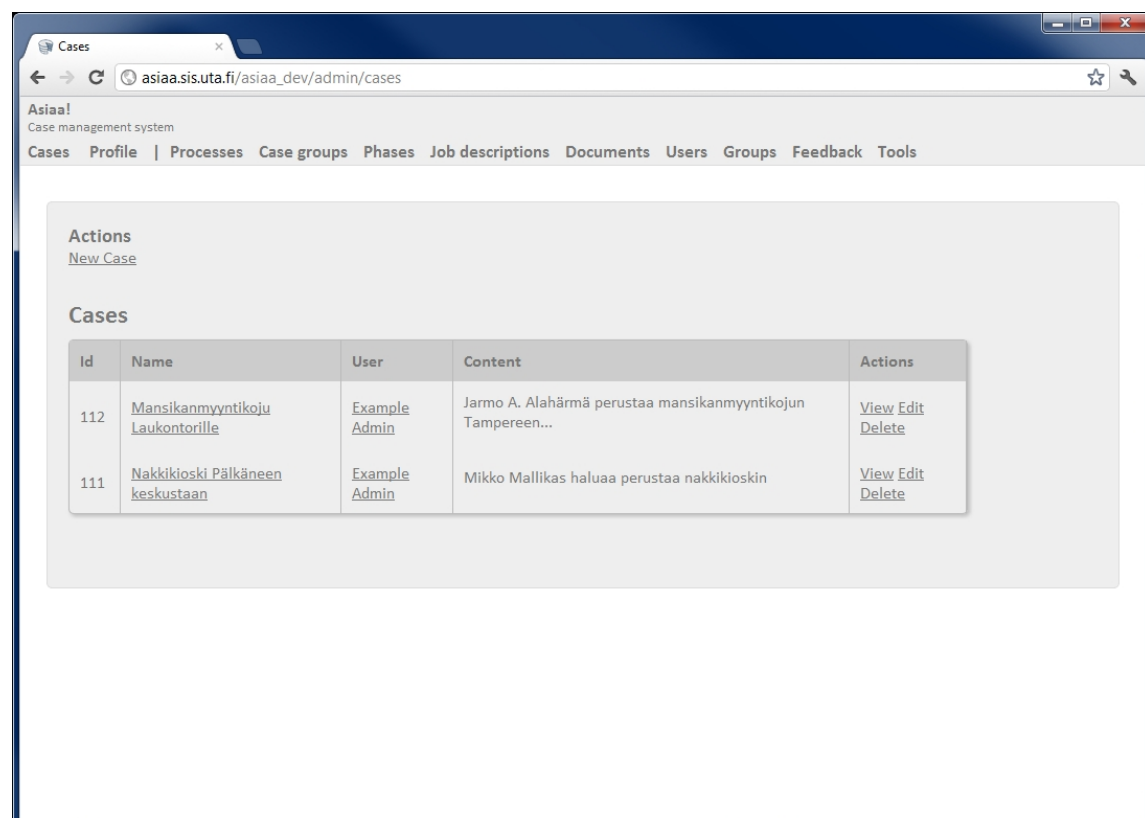 Cases
asiaa.sis.uta.fi/asiaa_dev/admin/cases
Asiaa!
Case management system
Cases Profile | Processes Case groups Phases Job descriptions Documents Users Groups Feedback Tools
Actions
New Case
Cases
Id Name User Content Actions
112 Mansikanmyyntikoju Example Jarmo A. Alahärmä perustaa mansikanmyyntikojun View Edit
Laukontorille Admin Tampereen... Delete
111 Nakkikioski Pälkäneen Example Mikko Mallikas haluaa perustaa nakkikioskin View Edit
keskustaan Admin Delete